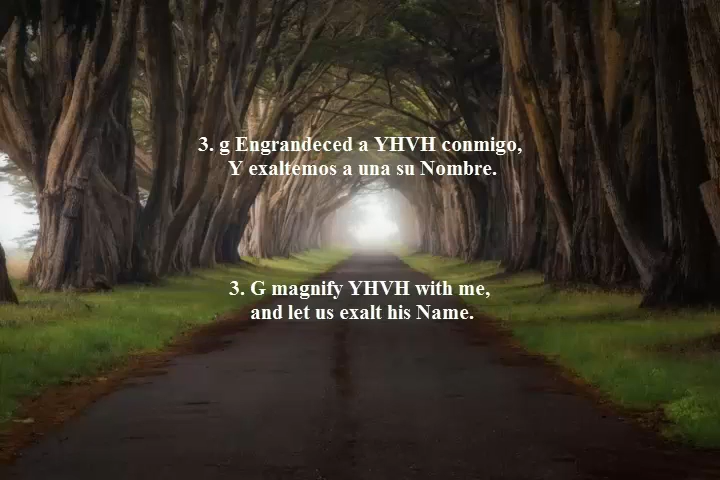 3. g Engrandeced a YHVH conmigo,
Y exaltemos a una su Nombre.
3. G magnify YHVH with me,
and let us exalt his Name.